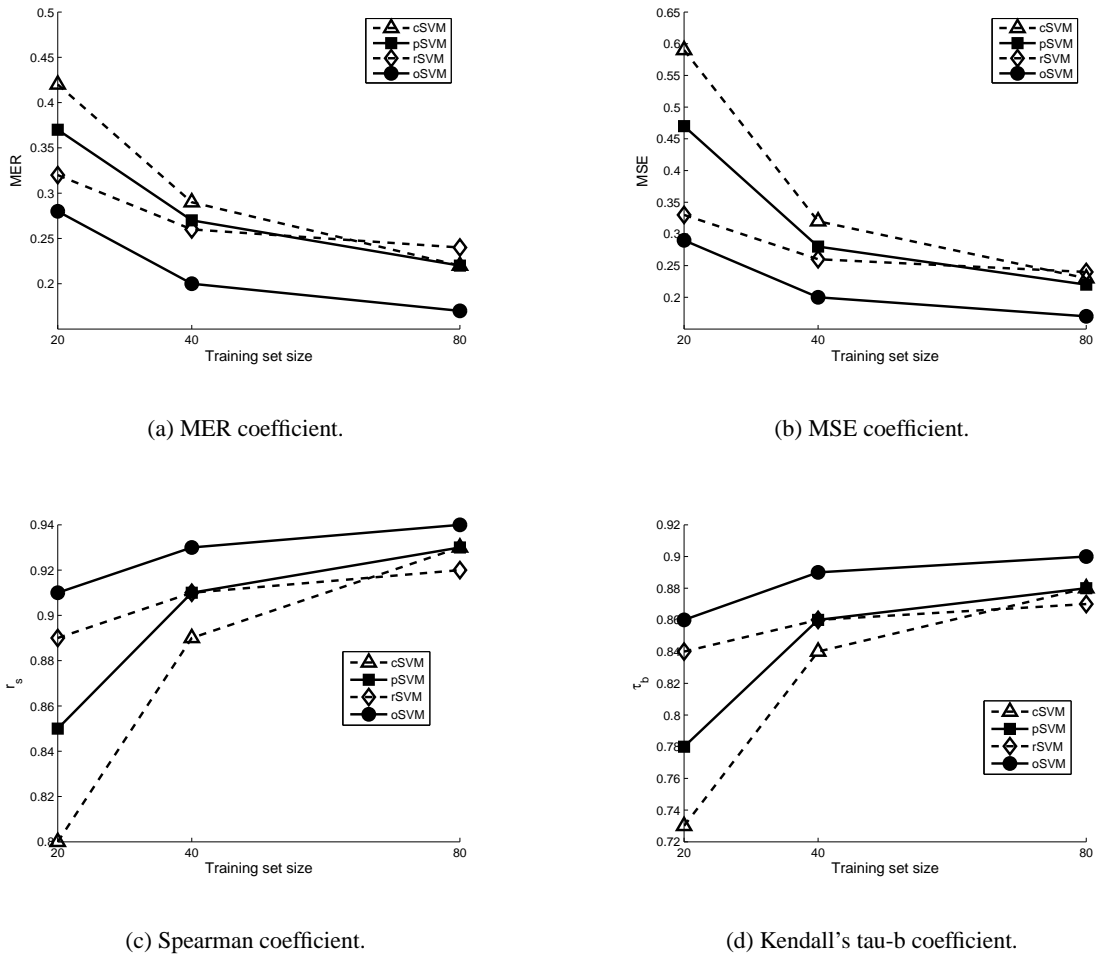 0.5
0.45
0.4
0.35
0.3
0.25
0.2
MER
20
40
80
Training set size
cSVM
pSVM
rSVM
oSVM
(a) MER coefficient.
0.65
0.6
0.55
0.5
0.45
0.4
0.35
0.3
0.25
0.2
MSE
20
40
80
Training set size
cSVM
pSVM
rSVM
oSVM
(b) MSE coefficient.
0.94
0.92
0.9
0.88
0.86
0.84
0.82
0.8
r_s
20
40
80
Training set size
cSVM
pSVM
rSVM
oSVM
(c) Spearman coefficient.
0.92
0.9
0.88
0.86
0.84
0.82
0.8
0.78
0.76
0.74
0.72
τ_b
20
40
80
Training set size
cSVM
pSVM
rSVM
oSVM
(d) Kendall's tau-b coefficient.